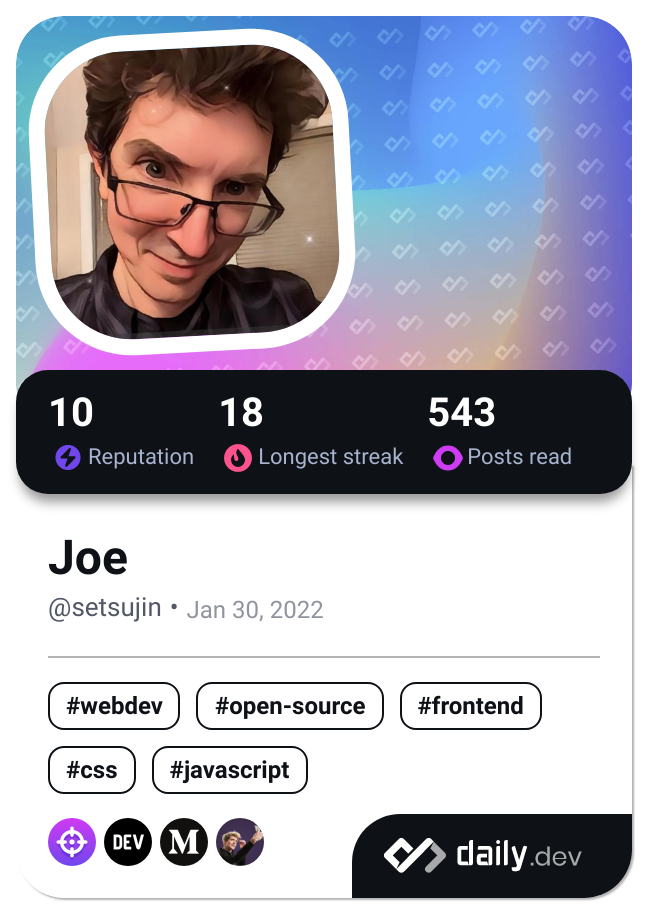 10 18 543
Reputation Longest streak Posts read
Joe
@setsujin • Jan 30, 2022
#webdev #open-source #frontend
#css #javascript
DEV M
daily.dev